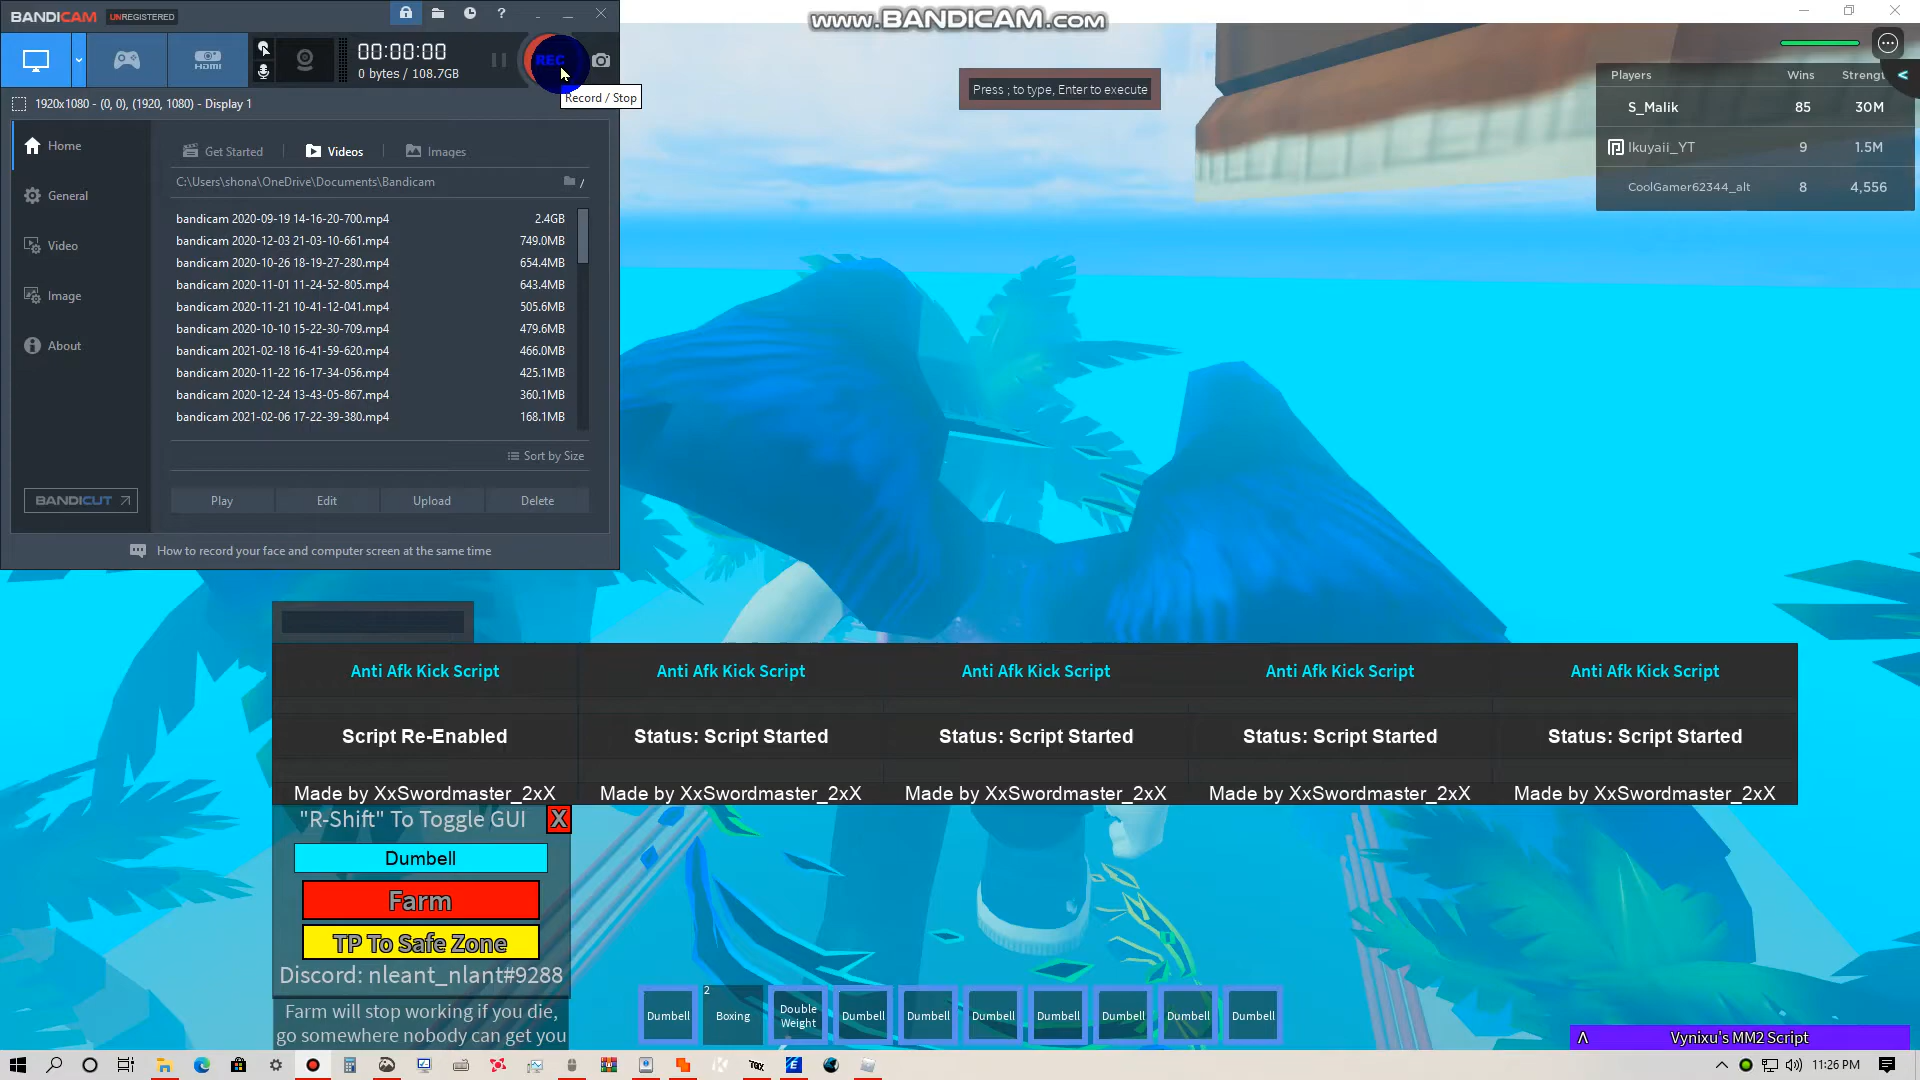 BANDICAM UNREGISTERED
www.BANDICAM.com
HDMI
00:00:00
0 bytes / 108.7GB
REC
Record / Stop
1920x1080 - (0, 0), (1920, 1080) - Display 1
Home
General
Video
Image
About
BANDICUT
Get Started
Videos
Images
C:\Users\shona\OneDrive\Documents\Bandicam
/
bandicam 2020-09-19 14-16-20-700.mp4 2.4GB
bandicam 2020-12-03 21-03-10-661.mp4 749.0MB
bandicam 2020-10-26 18-19-27-280.mp4 654.4MB
bandicam 2020-11-01 11-24-52-805.mp4 643.4MB
bandicam 2020-11-21 10-41-12-041.mp4 505.6MB
bandicam 2020-10-10 15-22-30-709.mp4 479.6MB
bandicam 2021-02-18 16-41-59-620.mp4 466.0MB
bandicam 2020-11-22 16-17-34-056.mp4 425.1MB
bandicam 2020-12-24 13-43-05-867.mp4 360.1MB
bandicam 2021-02-06 17-22-39-380.mp4 168.1MB
Sort by Size
Play Edit Upload Delete
How to record your face and computer screen at the same time
Press ; to type, Enter to execute
Players Wins Strengt
S_Malik 85 30M
Ikuyaii_YT 9 1.5M
CoolGamer62344_alt 8 4,556
Anti Afk Kick Script Anti Afk Kick Script Anti Afk Kick Script Anti Afk Kick Script Anti Afk Kick Script
Script Re-Enabled Status: Script Started Status: Script Started Status: Script Started Status: Script Started
Made by XxSwordmaster_2xX Made by XxSwordmaster_2xX Made by XxSwordmaster_2xX Made by XxSwordmaster_2xX Made by XxSwordmaster_2xX
"R-Shift" To Toggle GUI X
Dumbell
Farm
TP To Safe Zone
Discord: nleant_nlant#9288
Farm will stop working if you die,
go somewhere nobody can get you
2
Dumbell
Boxing
Double
Weight
Dumbell
Dumbell
Dumbell
Dumbell
Dumbell
Dumbell
Dumbell
Vynixu's MM2 Script
11:26 PM